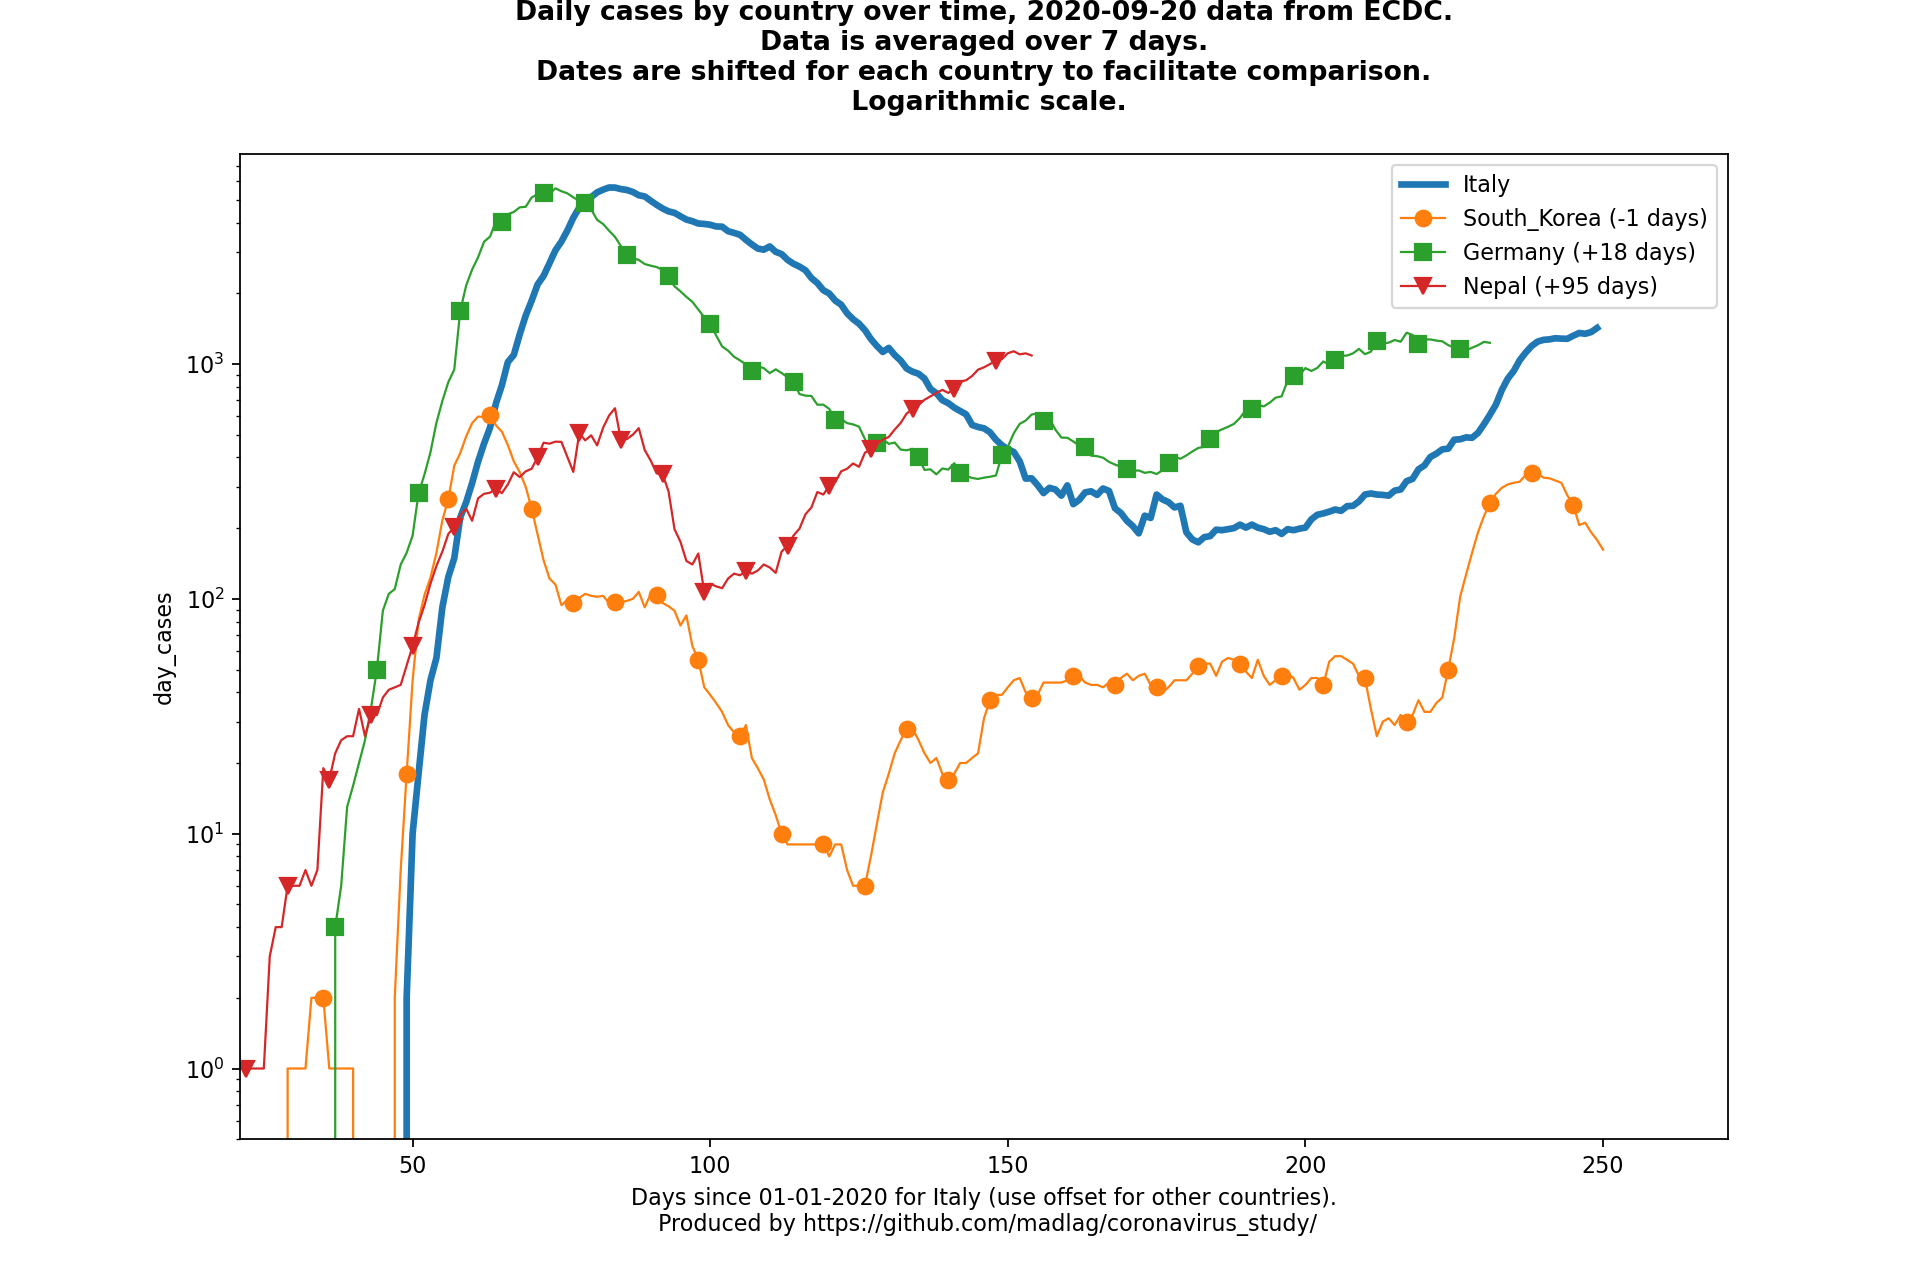 Daily cases by country over time, 2020-09-20 data from ECDC.
Data is averaged over 7 days.
Dates are shifted for each country to facilitate comparison.
Logarithmic scale.
Italy
South_Korea (-1 days)
Germany (+18 days)
Nepal (+95 days)
day_cases
10³
10²
10¹
10⁰
50
100
150
200
250
Days since 01-01-2020 for Italy (use offset for other countries).
Produced by https://github.com/madlag/coronavirus_study/